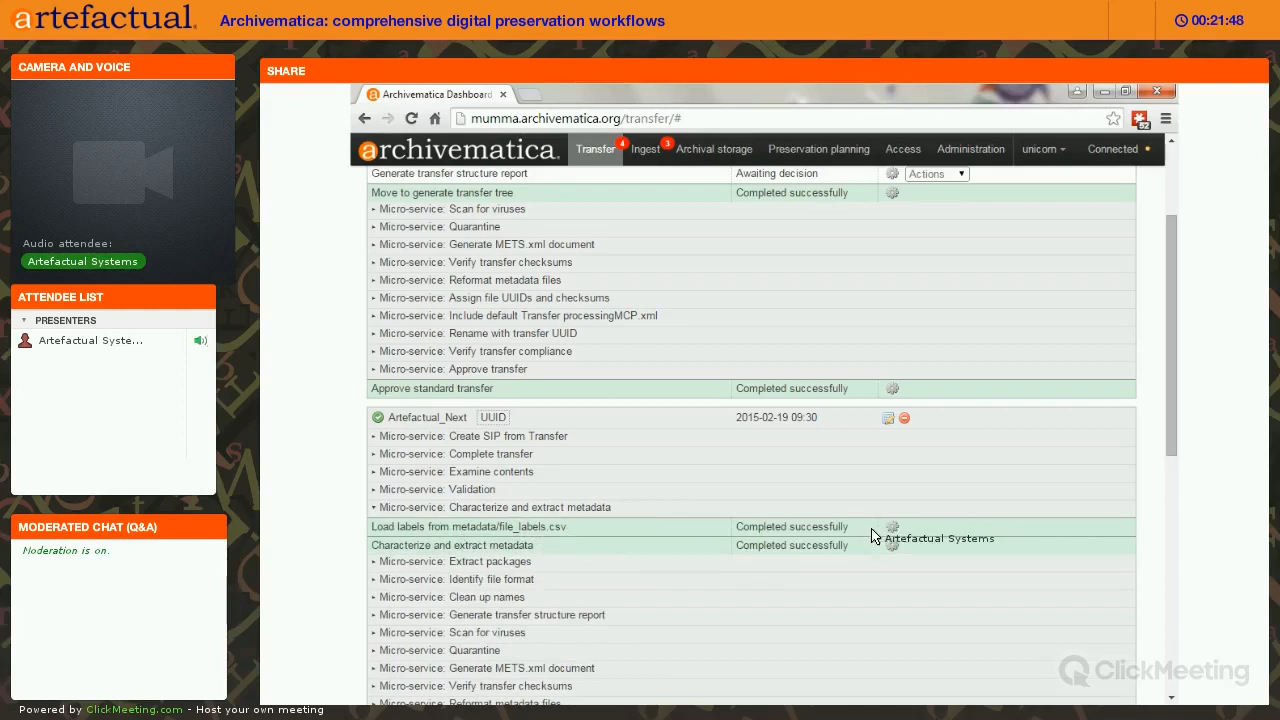 artefactual.
Archivematica: comprehensive digital preservation workflows
00:21:48
CAMERA AND VOICE
Audio attendee:
Artefactual Systems
ATTENDEE LIST
PRESENTERS
Artefactual Syste...
MODERATED CHAT (Q&A)
Moderation is on.
Powered by ClickMeeting.com - Host your own meeting
SHARE
Archivematica Dashboard
mumma.archivematica.org/transfer/#
52
archivematica. Transfer 4 Ingest 3 Archival storage Preservation planning Access Administration unicorn Connected
Generate transfer structure report Awaiting decision Actions
Move to generate transfer tree Completed successfully
Micro-service: Scan for viruses
Micro-service: Quarantine
Micro-service: Generate METS.xml document
Micro-service: Verify transfer checksums
Micro-service: Reformat metadata files
Micro-service: Assign file UUIDs and checksums
Micro-service: Include default Transfer processingMCP.xml
Micro-service: Rename with transfer UUID
Micro-service: Verify transfer compliance
Micro-service: Approve transfer
Approve standard transfer Completed successfully
Artefactual_Next UUID 2015-02-19 09:30
Micro-service: Create SIP from Transfer
Micro-service: Complete transfer
Micro-service: Examine contents
Micro-service: Validation
Micro-service: Characterize and extract metadata
Load labels from metadata/file_labels.csv Completed successfully
Artefactual Systems
Characterize and extract metadata Completed successfully
Micro-service: Extract packages
Micro-service: Identify file format
Micro-service: Clean up names
Micro-service: Generate transfer structure report
Micro-service: Scan for viruses
Micro-service: Quarantine
Micro-service: Generate METS.xml document
Micro-service: Verify transfer checksums
Micro-service: Reformat metadata files
ClickMeeting